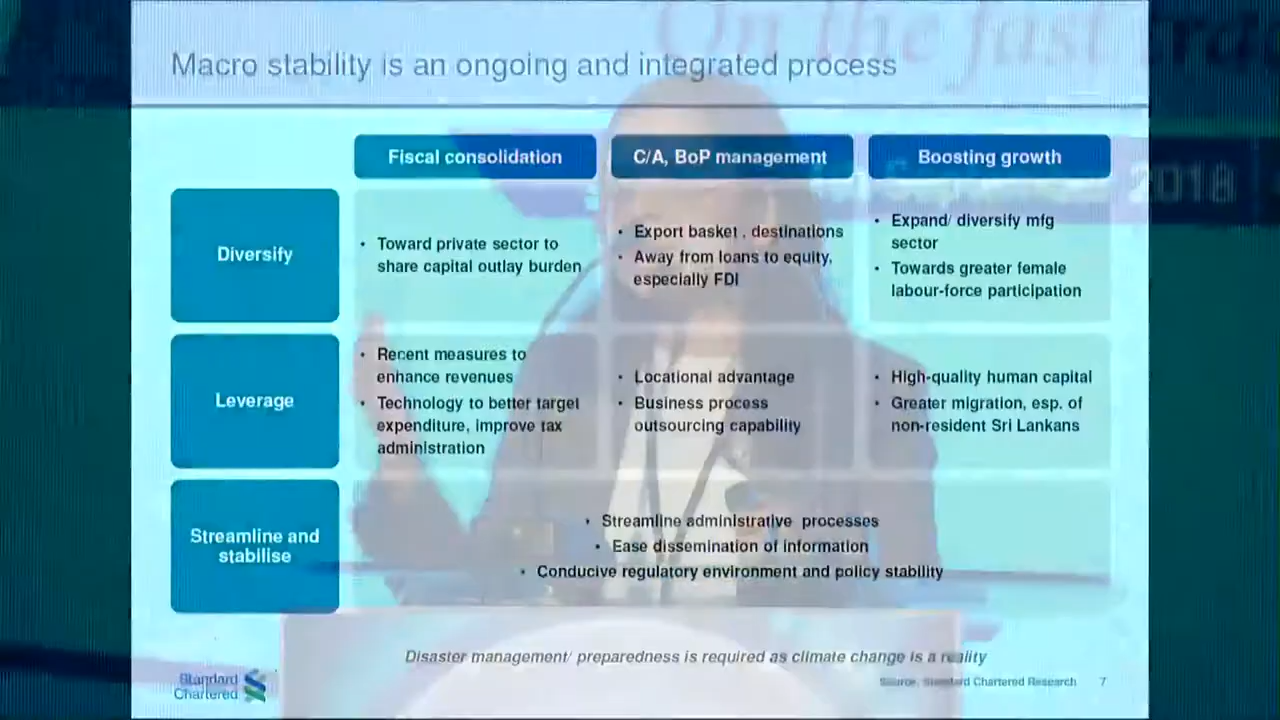 On the fast
Macro stability is an ongoing and integrated process
Fiscal consolidation
C/A, BoP management
Boosting growth
2018
Diversify
• Toward private sector to
share capital outlay burden
• Export basket , destinations
• Away from loans to equity,
especially FDI
• Expand/ diversify mfg
sector
• Towards greater female
labour-force participation
Leverage
• Recent measures to
enhance revenues
• Technology to better target
expenditure, improve tax
administration
• Locational advantage
• Business process
outsourcing capability
• High-quality human capital
• Greater migration, esp. of
non-resident Sri Lankans
Streamline and
stabilise
• Streamline administrative processes
• Ease dissemination of information
• Conducive regulatory environment and policy stability
Disaster management/ preparedness is required as climate change is a reality
Standard
Chartered
Source: Standard Chartered Research
7